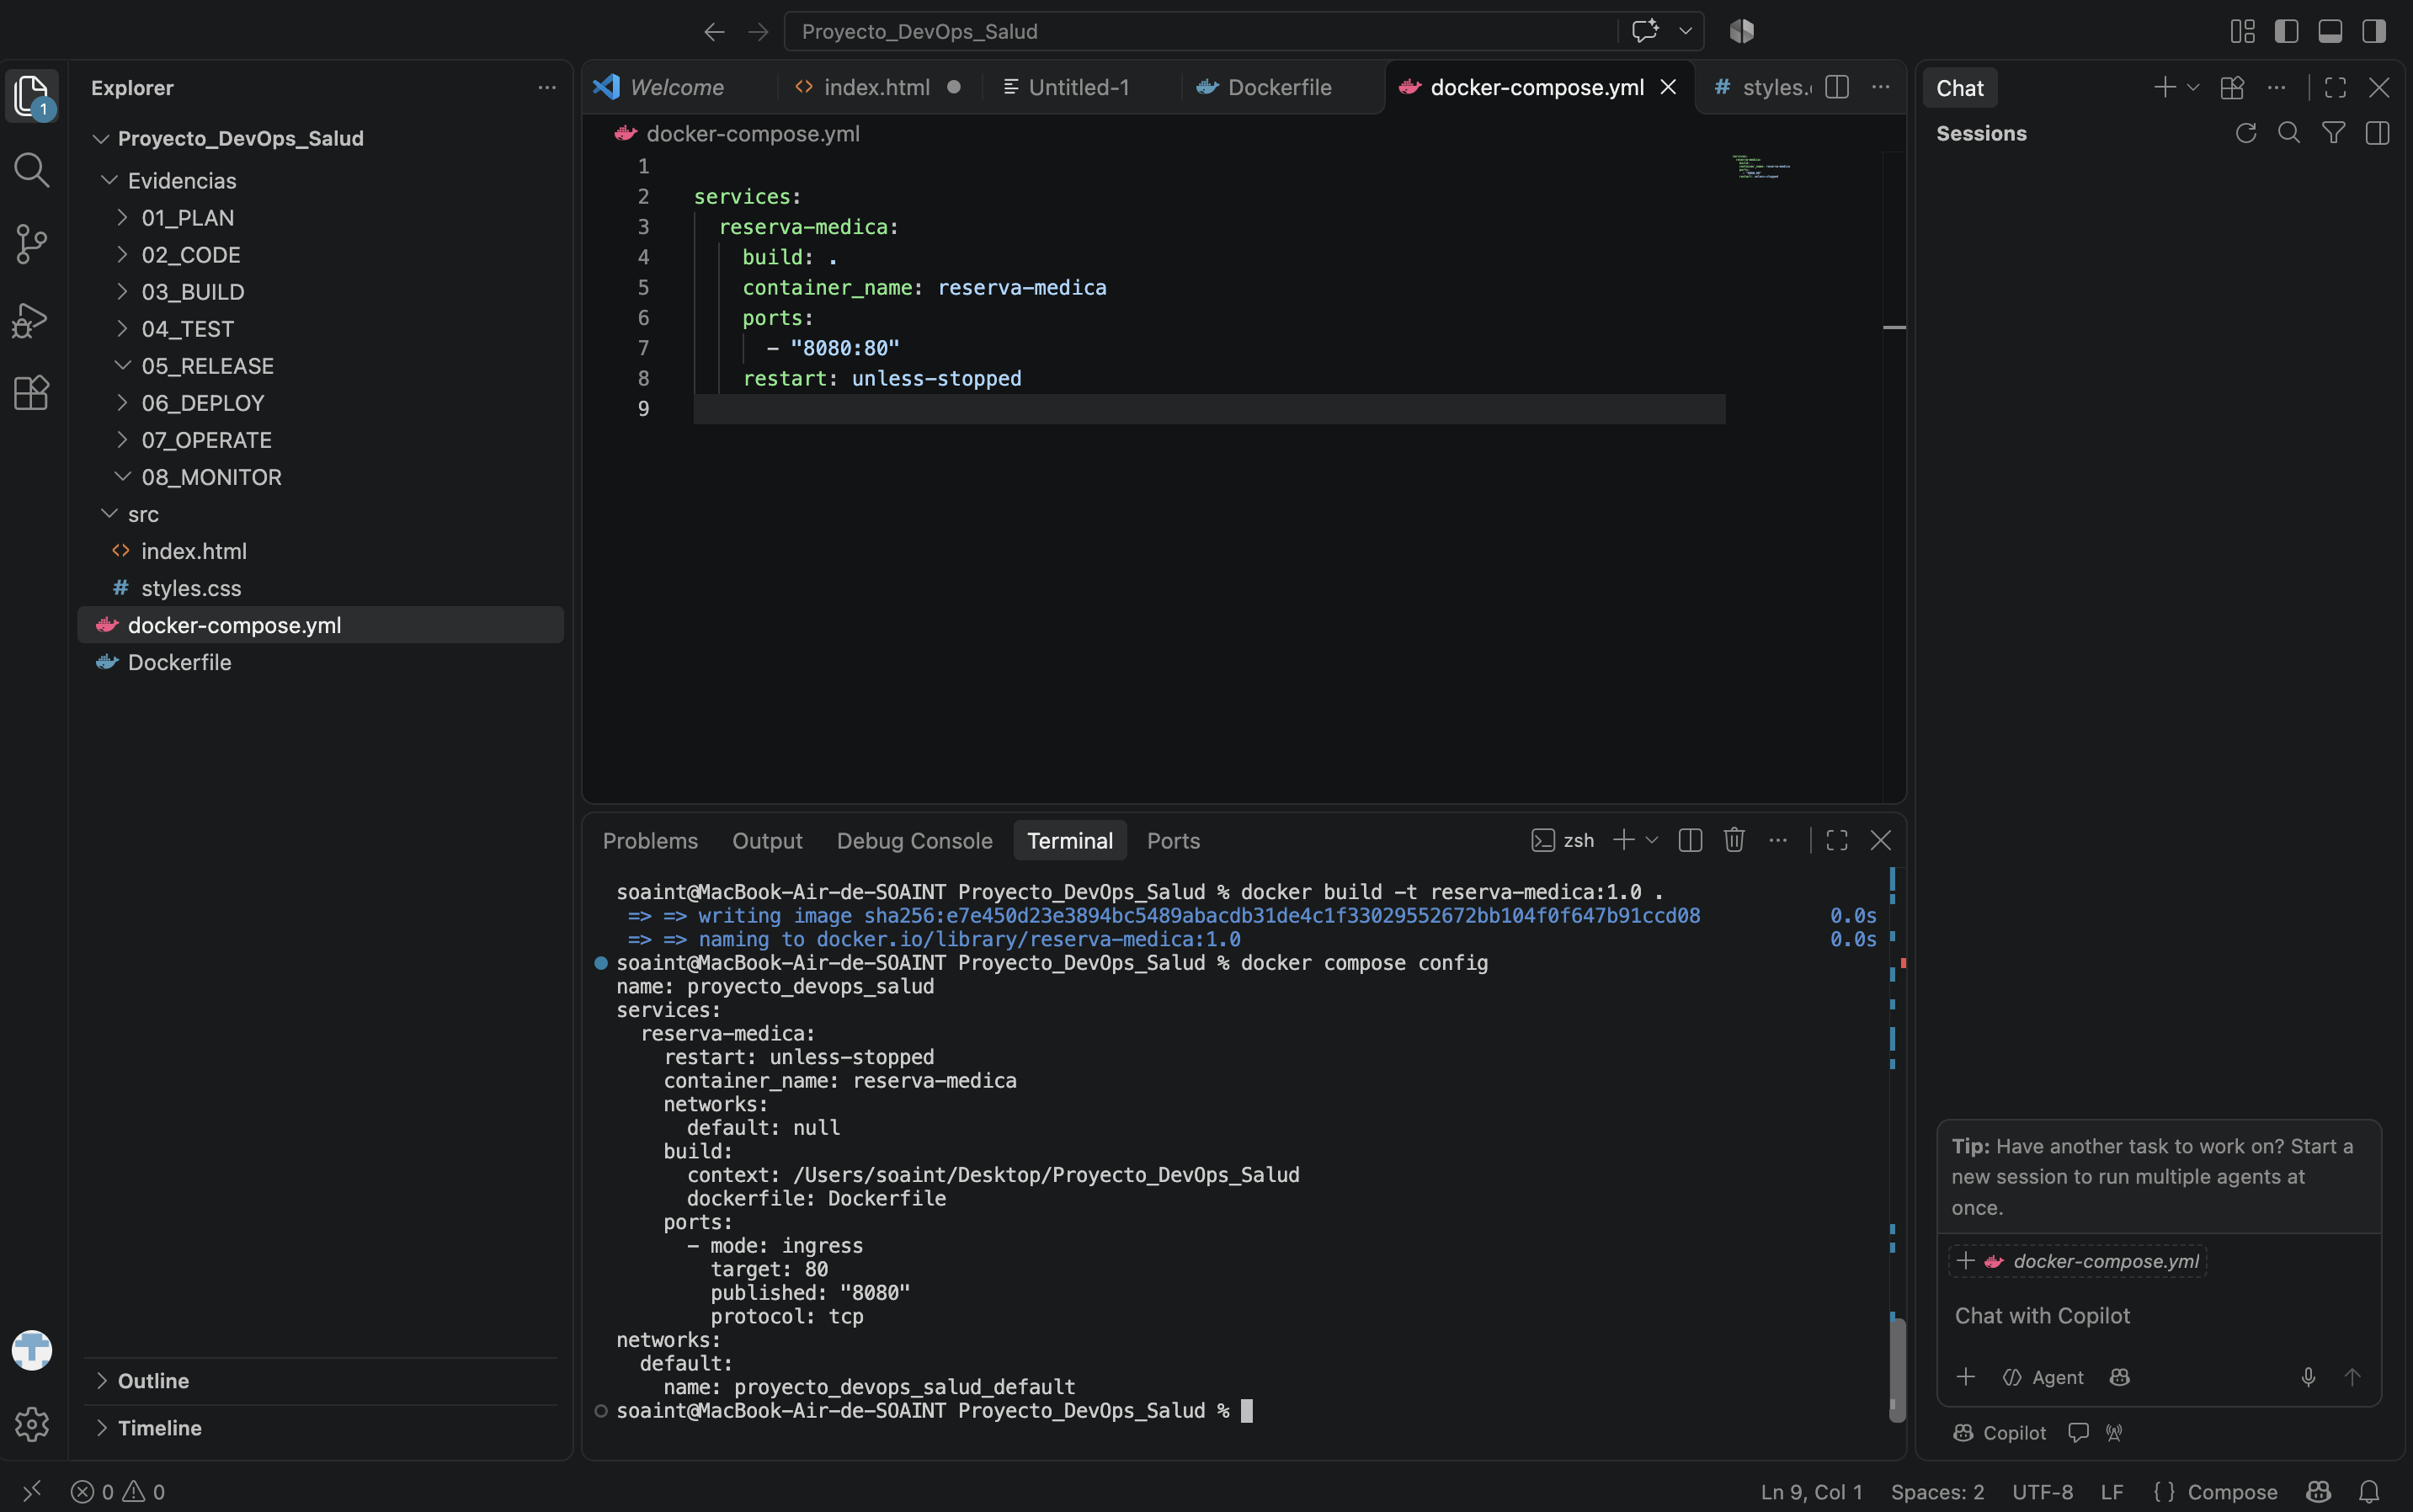 Proyecto_DevOps_Salud
Explorer
1
Proyecto_DevOps_Salud
Evidencias
01_PLAN
02_CODE
03_BUILD
04_TEST
05_RELEASE
06_DEPLOY
07_OPERATE
08_MONITOR
src
index.html
styles.css
docker-compose.yml
Dockerfile
Outline
Timeline
Welcome
index.html
Untitled-1
Dockerfile
docker-compose.yml
styles.
docker-compose.yml
1
2 services:
3 reserva-medica:
4 build: .
5 container_name: reserva-medica
6 ports:
7 - "8080:80"
8 restart: unless-stopped
9
Problems Output Debug Console Terminal Ports
zsh
soaint@MacBook-Air-de-SOAINT Proyecto_DevOps_Salud % docker build -t reserva-medica:1.0 .
=> => writing image sha256:e7e450d23e3894bc5489abacdb31de4c1f33029552672bb104f0f647b91ccd08 0.0s
=> => naming to docker.io/library/reserva-medica:1.0 0.0s
soaint@MacBook-Air-de-SOAINT Proyecto_DevOps_Salud % docker compose config
name: proyecto_devops_salud
services:
reserva-medica:
restart: unless-stopped
container_name: reserva-medica
networks:
default: null
build:
context: /Users/soaint/Desktop/Proyecto_DevOps_Salud
dockerfile: Dockerfile
ports:
- mode: ingress
target: 80
published: "8080"
protocol: tcp
networks:
default:
name: proyecto_devops_salud_default
soaint@MacBook-Air-de-SOAINT Proyecto_DevOps_Salud %
Chat
Sessions
Tip: Have another task to work on? Start a
new session to run multiple agents at
once.
docker-compose.yml
Chat with Copilot
Agent
Copilot
0 0
Ln 9, Col 1 Spaces: 2 UTF-8 LF {} Compose